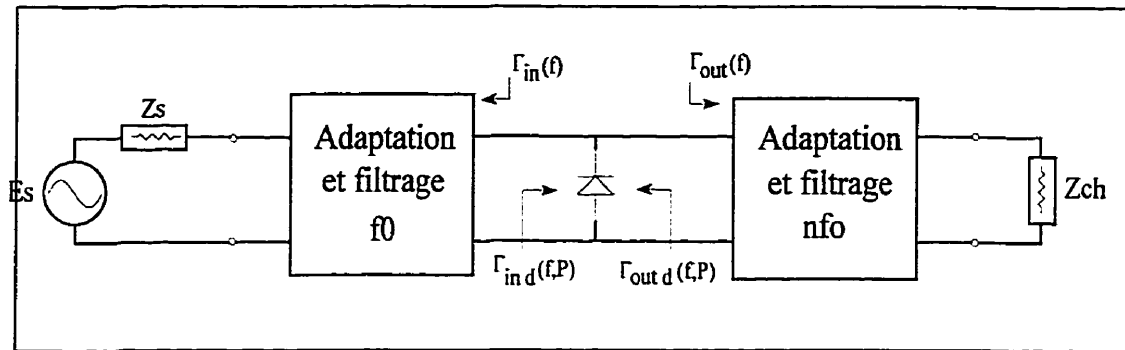 Γin(f)
Γout(f)
Zs
Es
Adaptation
et filtrage
f0
Adaptation
et filtrage
nfo
Zch
Γin d(f,P)
Γout d(f,P)